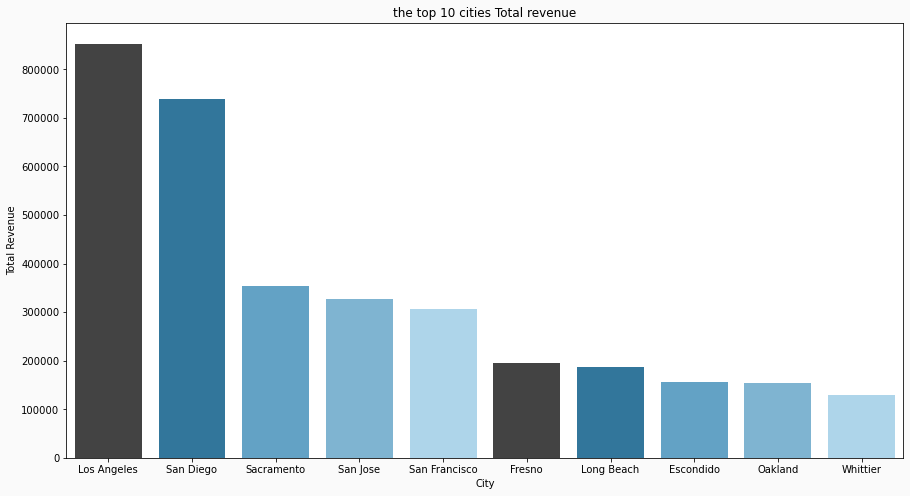 the top 10 cities Total revenue
Total Revenue
800000
700000
600000
500000
400000
300000
200000
100000
0
Los Angeles San Diego Sacramento San Jose San Francisco Fresno Long Beach Escondido Oakland Whittier
City